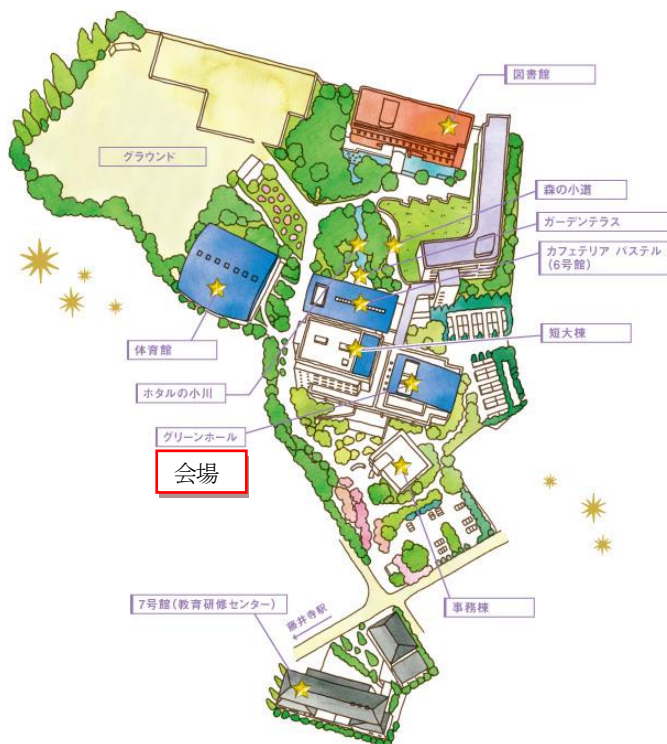 図書館
グラウンド
森の小道
ガーデンテラス
カフェテリア パステル
(6号館)
短大棟
体育館
ホタルの小川
グリーンホール
会場
7号館(教育研修センター)
藤井寺駅
事務棟